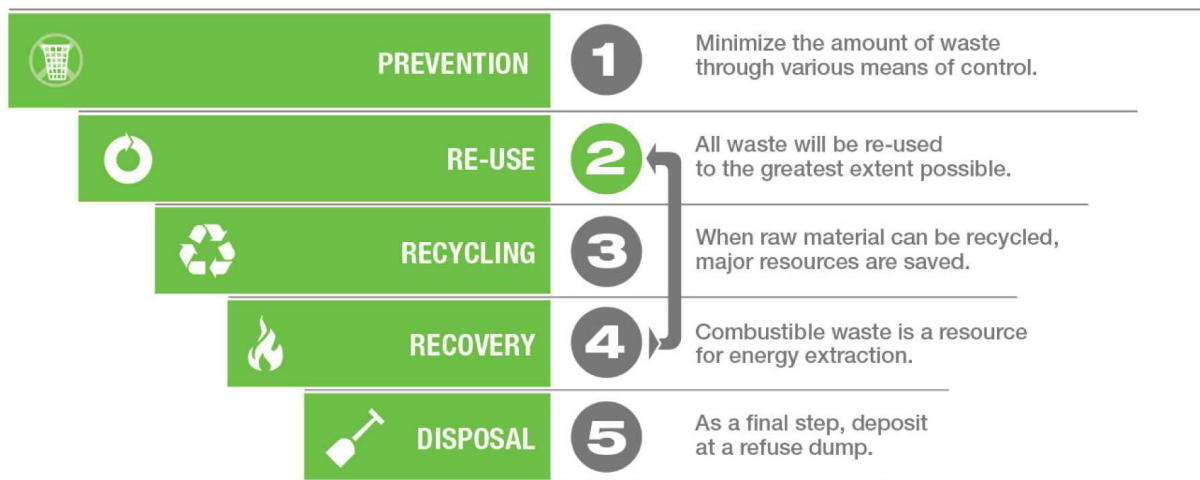 PREVENTION
1
Minimize the amount of waste
through various means of control.
RE-USE
2
All waste will be re-used
to the greatest extent possible.
RECYCLING
3
When raw material can be recycled,
major resources are saved.
RECOVERY
4
Combustible waste is a resource
for energy extraction.
DISPOSAL
5
As a final step, deposit
at a refuse dump.